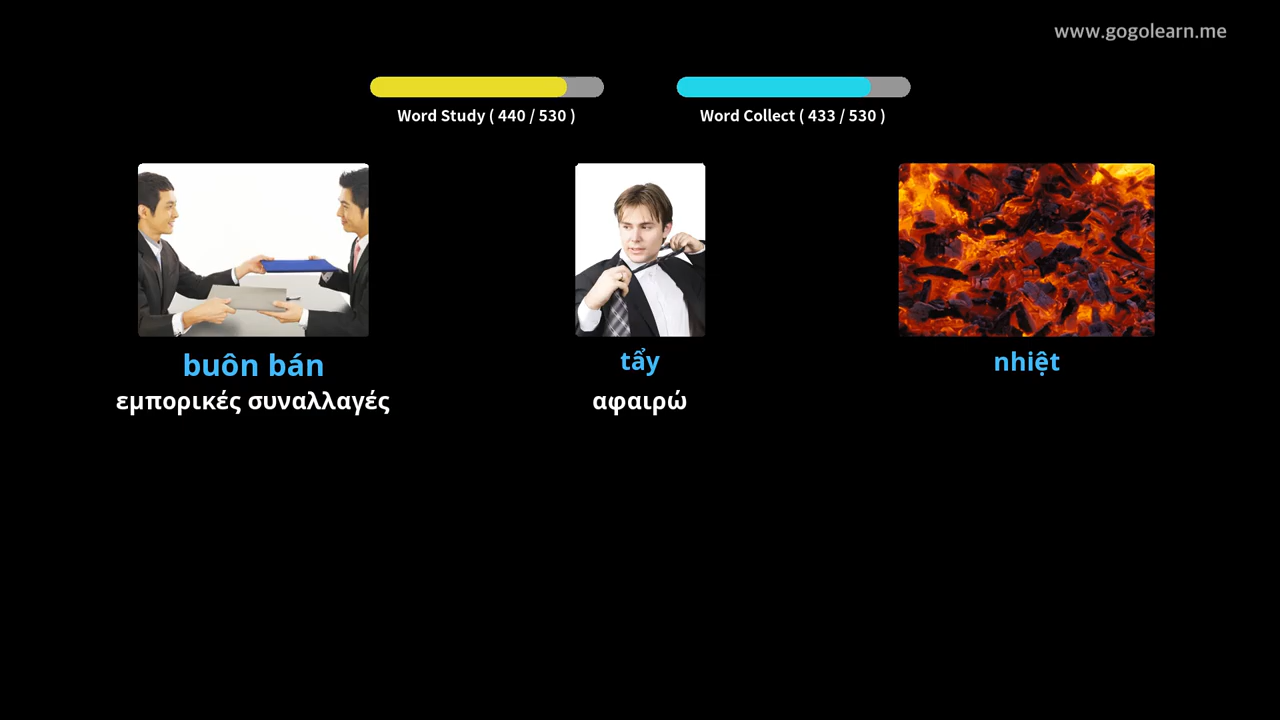 www.gogolearn.me
Word Study ( 440 / 530 )
Word Collect ( 433 / 530 )
buôn bán
εμπορικές συναλλαγές
tẩy
αφαιρώ
nhiệt